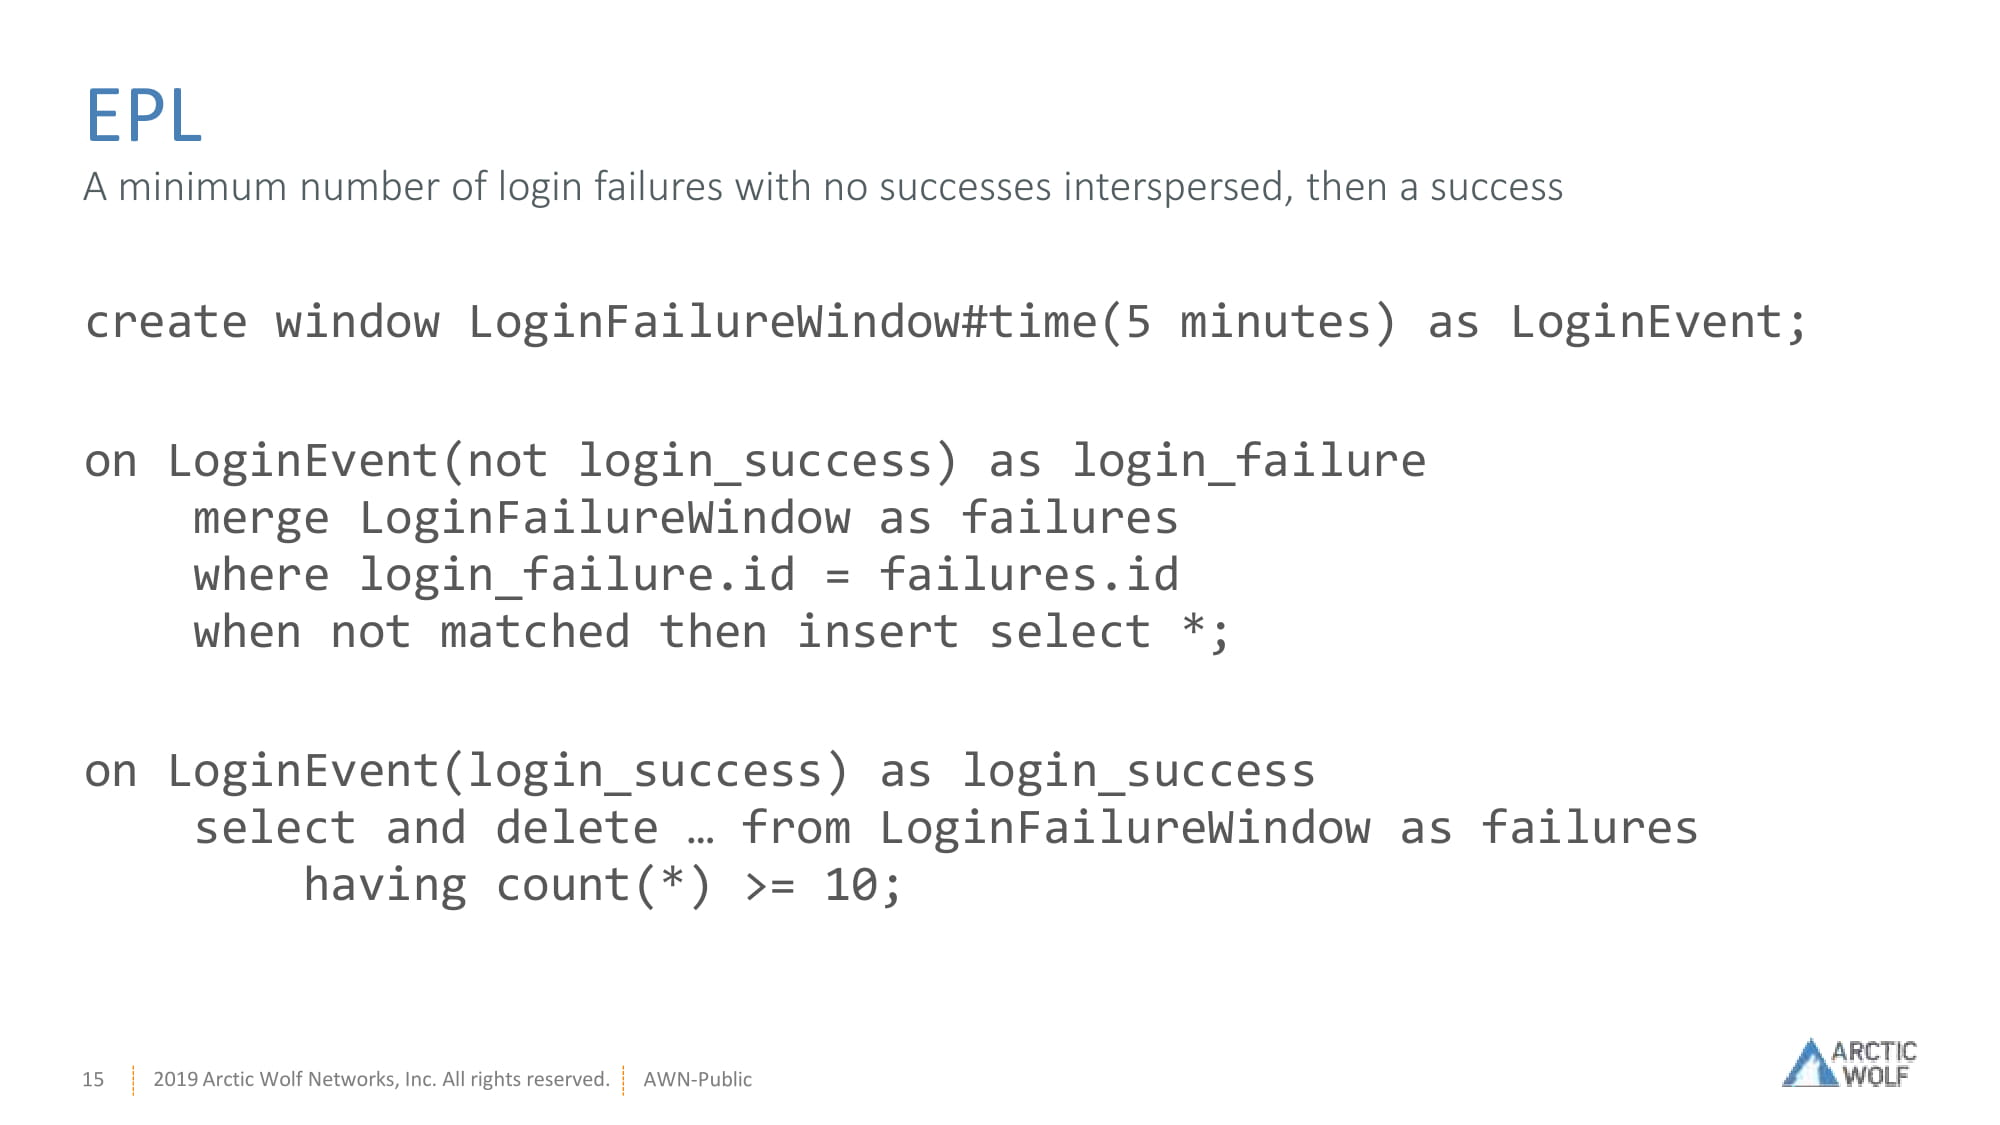 EPL
A minimum number of login failures with no successes interspersed, then a success
create window LoginFailureWindow#time(5 minutes) as LoginEvent;
on LoginEvent(not login_success) as login_failure
    merge LoginFailureWindow as failures
    where login_failure.id = failures.id
    when not matched then insert select *;
on LoginEvent(login_success) as login_success
    select and delete … from LoginFailureWindow as failures
        having count(*) >= 10;
15 2019 Arctic Wolf Networks, Inc. All rights reserved. AWN-Public
ARCTIC
WOLF